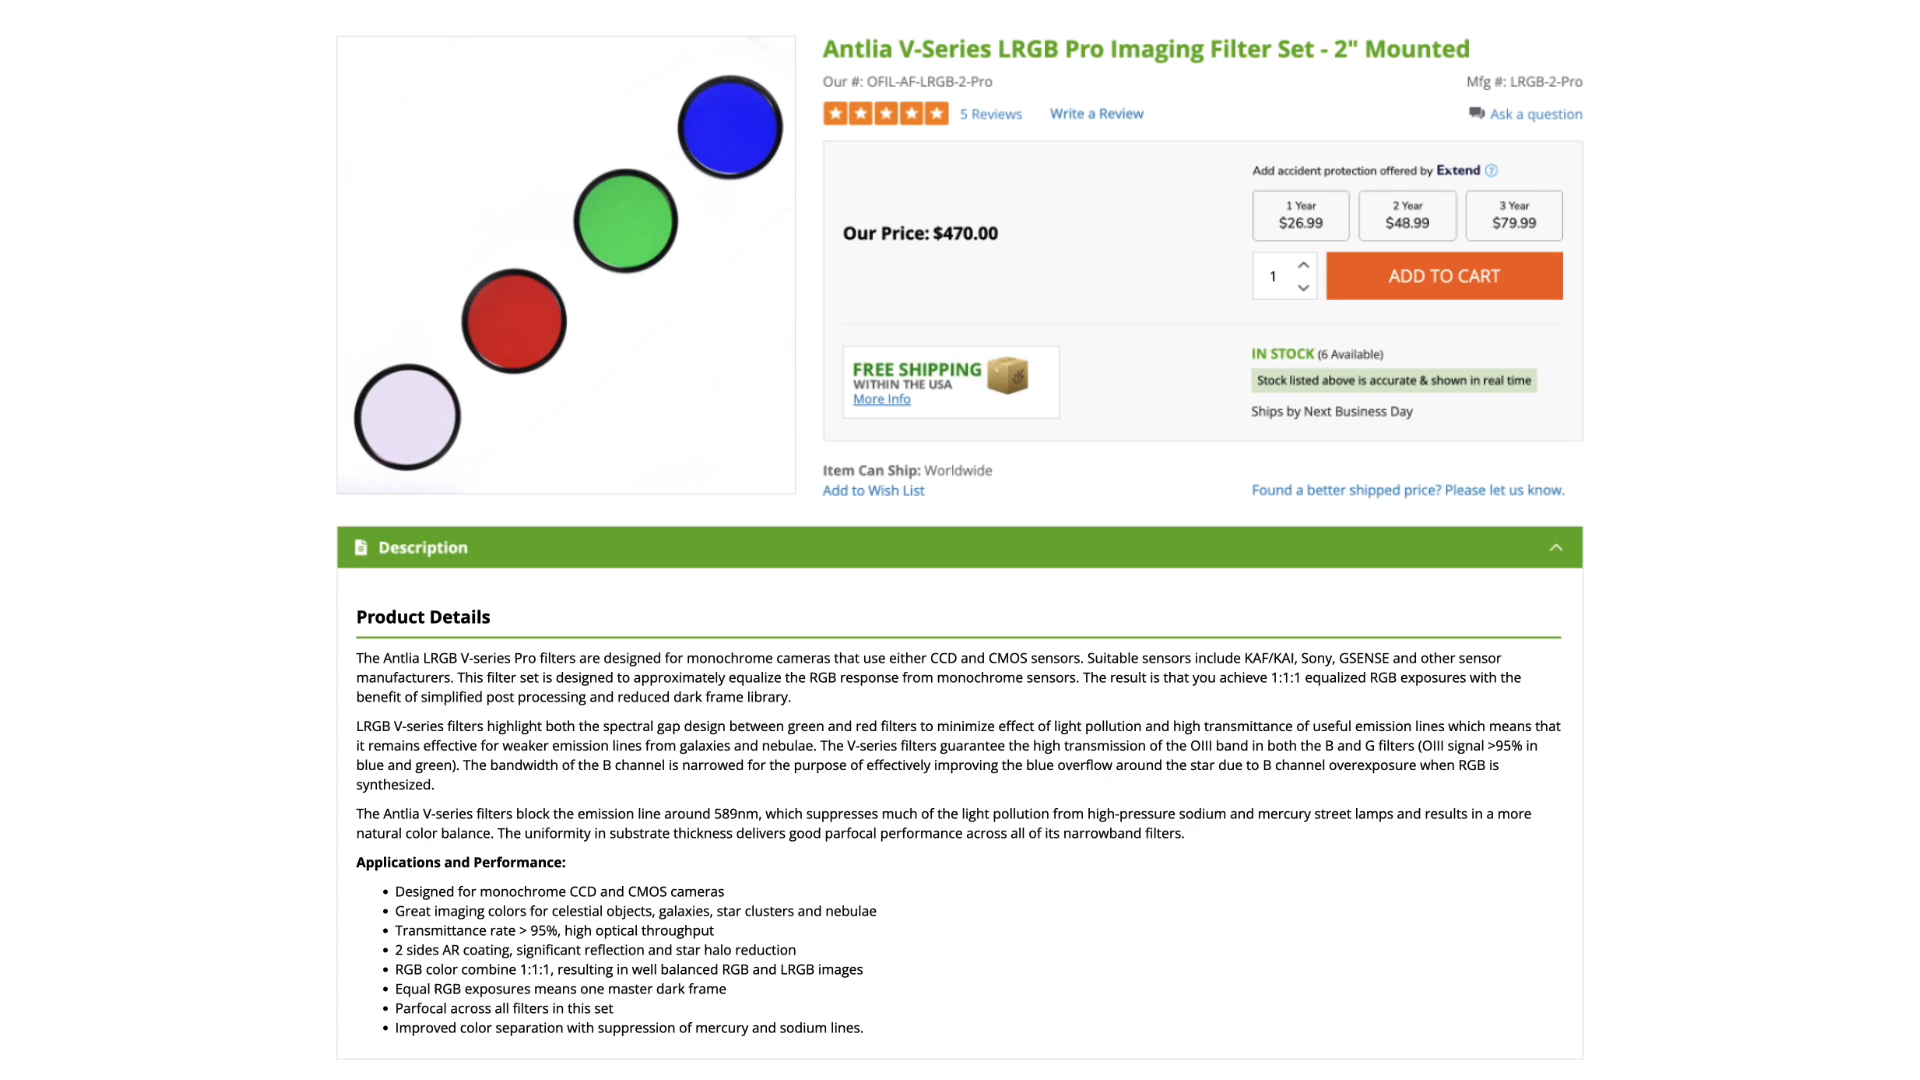 Antlia V-Series LRGB Pro Imaging Filter Set - 2" Mounted
Our #: OFIL-AF-LRGB-2-Pro
Mfg #: LRGB-2-Pro
5 Reviews
Write a Review
Ask a question
Add accident protection offered by Extend
1 Year
$26.99
2 Year
$48.99
3 Year
$79.99
Our Price: $470.00
1
ADD TO CART
FREE SHIPPING
WITHIN THE USA
More Info
IN STOCK (6 Available)
Stock listed above is accurate & shown in real time
Ships by Next Business Day
Item Can Ship: Worldwide
Add to Wish List
Found a better shipped price? Please let us know.
Description
Product Details
The Antlia LRGB V-series Pro filters are designed for monochrome cameras that use either CCD and CMOS sensors. Suitable sensors include KAF/KAI, Sony, GSENSE and other sensor
manufacturers. This filter set is designed to approximately equalize the RGB response from monochrome sensors. The result is that you achieve 1:1:1 equalized RGB exposures with the
benefit of simplified post processing and reduced dark frame library.
LRGB V-series filters highlight both the spectral gap design between green and red filters to minimize effect of light pollution and high transmittance of useful emission lines which means that
it remains effective for weaker emission lines from galaxies and nebulae. The V-series filters guarantee the high transmission of the OIII band in both the B and G filters (OIII signal >95% in
blue and green). The bandwidth of the B channel is narrowed for the purpose of effectively improving the blue overflow around the star due to B channel overexposure when RGB is
synthesized.
The Antlia V-series filters block the emission line around 589nm, which suppresses much of the light pollution from high-pressure sodium and mercury street lamps and results in a more
natural color balance. The uniformity in substrate thickness delivers good parfocal performance across all of its narrowband filters.
Applications and Performance:
• Designed for monochrome CCD and CMOS cameras
• Great imaging colors for celestial objects, galaxies, star clusters and nebulae
• Transmittance rate > 95%, high optical throughput
• 2 sides AR coating, significant reflection and star halo reduction
• RGB color combine 1:1:1, resulting in well balanced RGB and LRGB images
• Equal RGB exposures means one master dark frame
• Parfocal across all filters in this set
• Improved color separation with suppression of mercury and sodium lines.